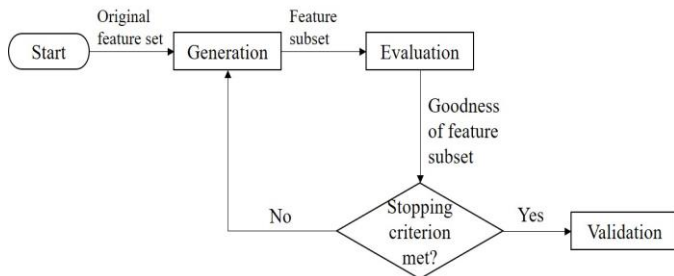 Original
feature set
Feature
subset
Start
Generation
Evaluation
Goodness
of feature
subset
Stopping
criterion
met?
No
Yes
Validation